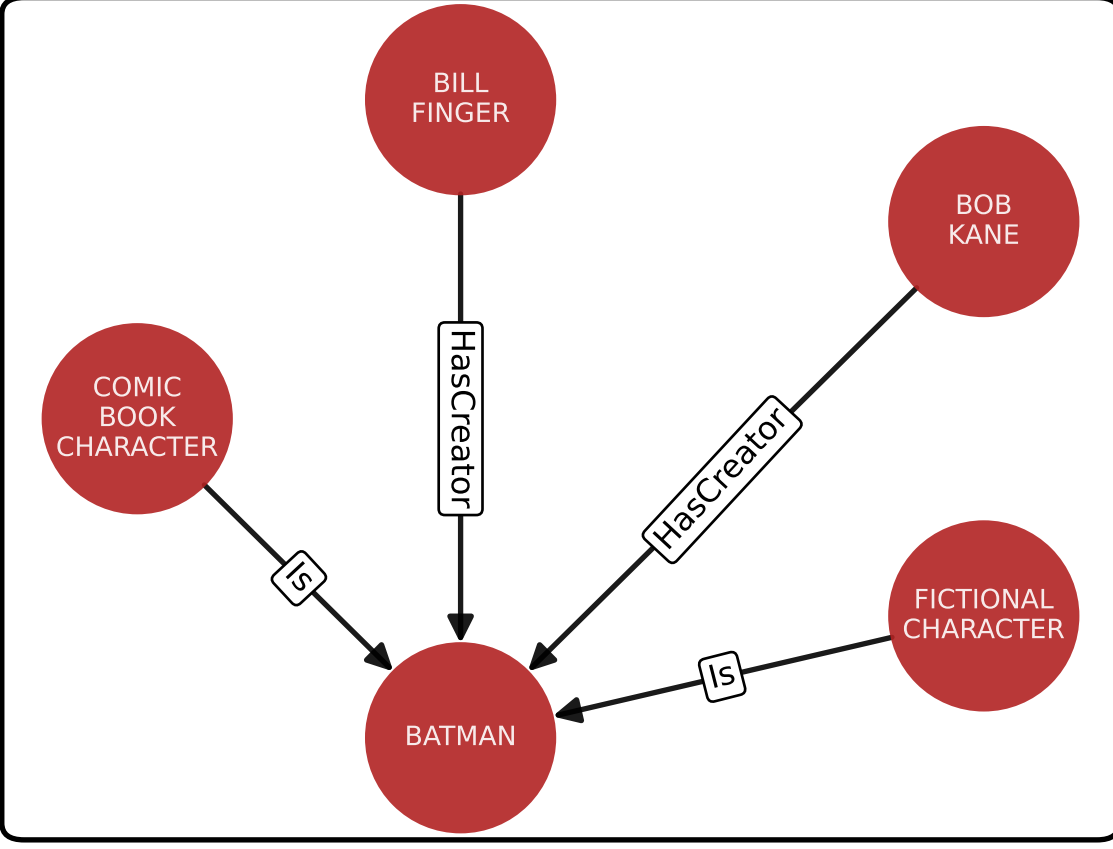 BILL
FINGER
BOB
KANE
HasCreator
COMIC
BOOK
CHARACTER
HasCreator
Is
FICTIONAL
CHARACTER
Is
BATMAN